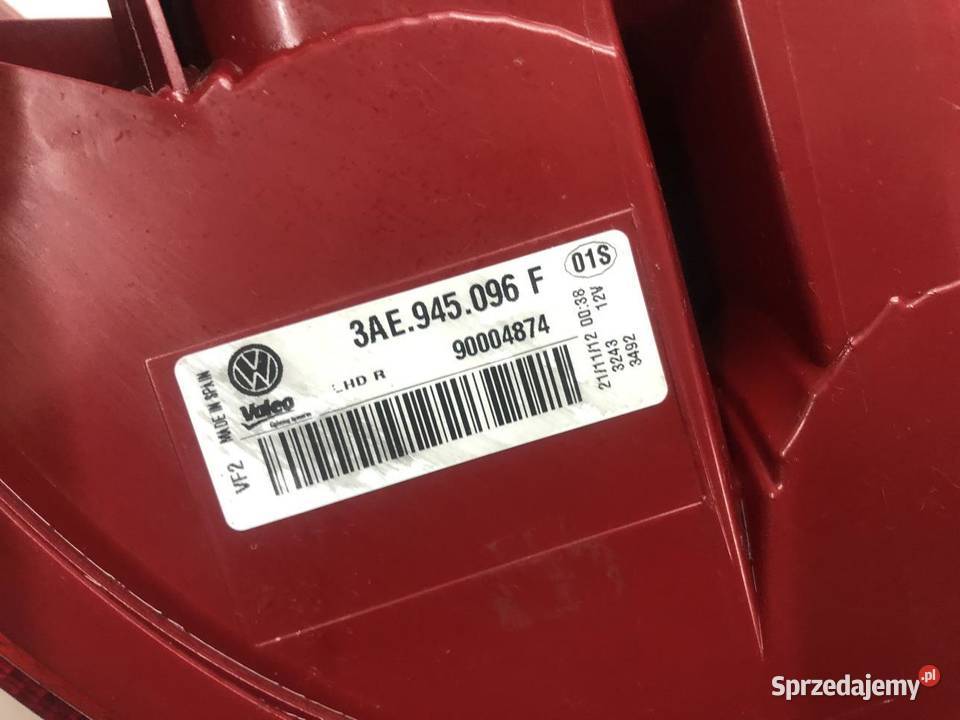 01S
3AE.945.096 F
90004874
LHD R
21/11/12 00:38
12V
3243
3492
VW
Valeo
VF2 MADE IN SPAIN
Sprzedajemy.pl